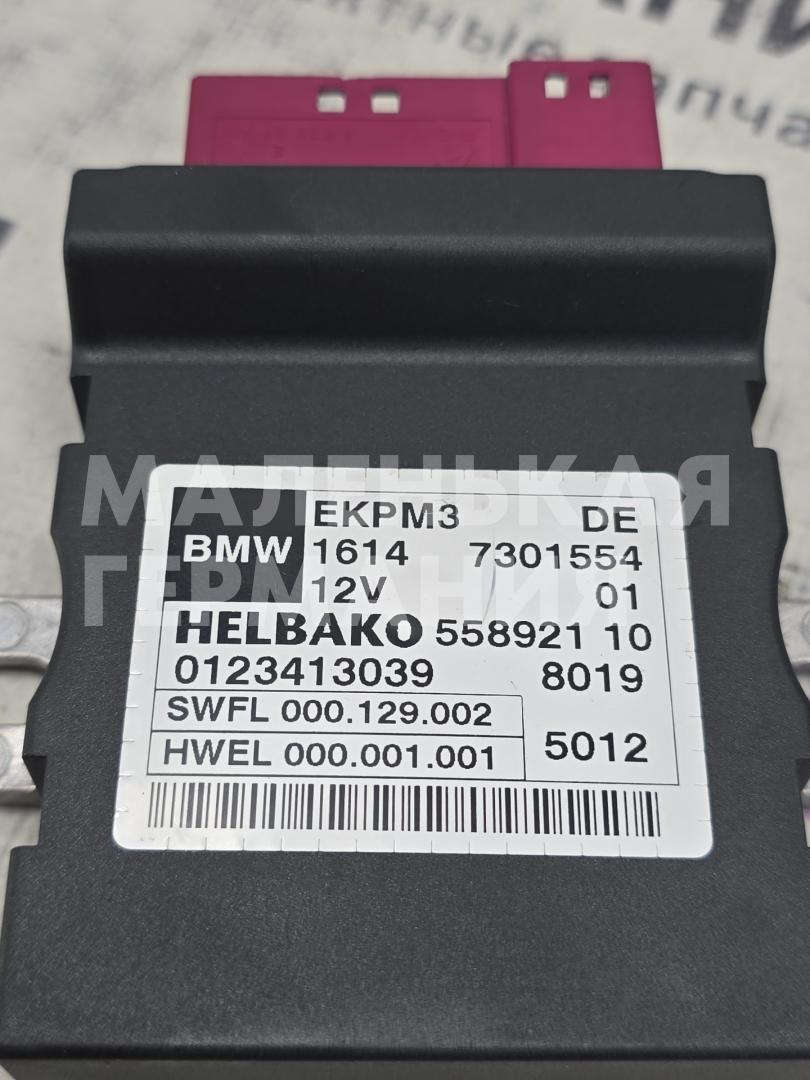 EKPM3 DE
BMW 1614 7301554
12V 01
HELBAKO 558921 10
0123413039 8019
SWFL 000.129.002
HWEL 000.001.001 5012
МАЛЕНЬКАЯ
ГЕРМАНИЯ